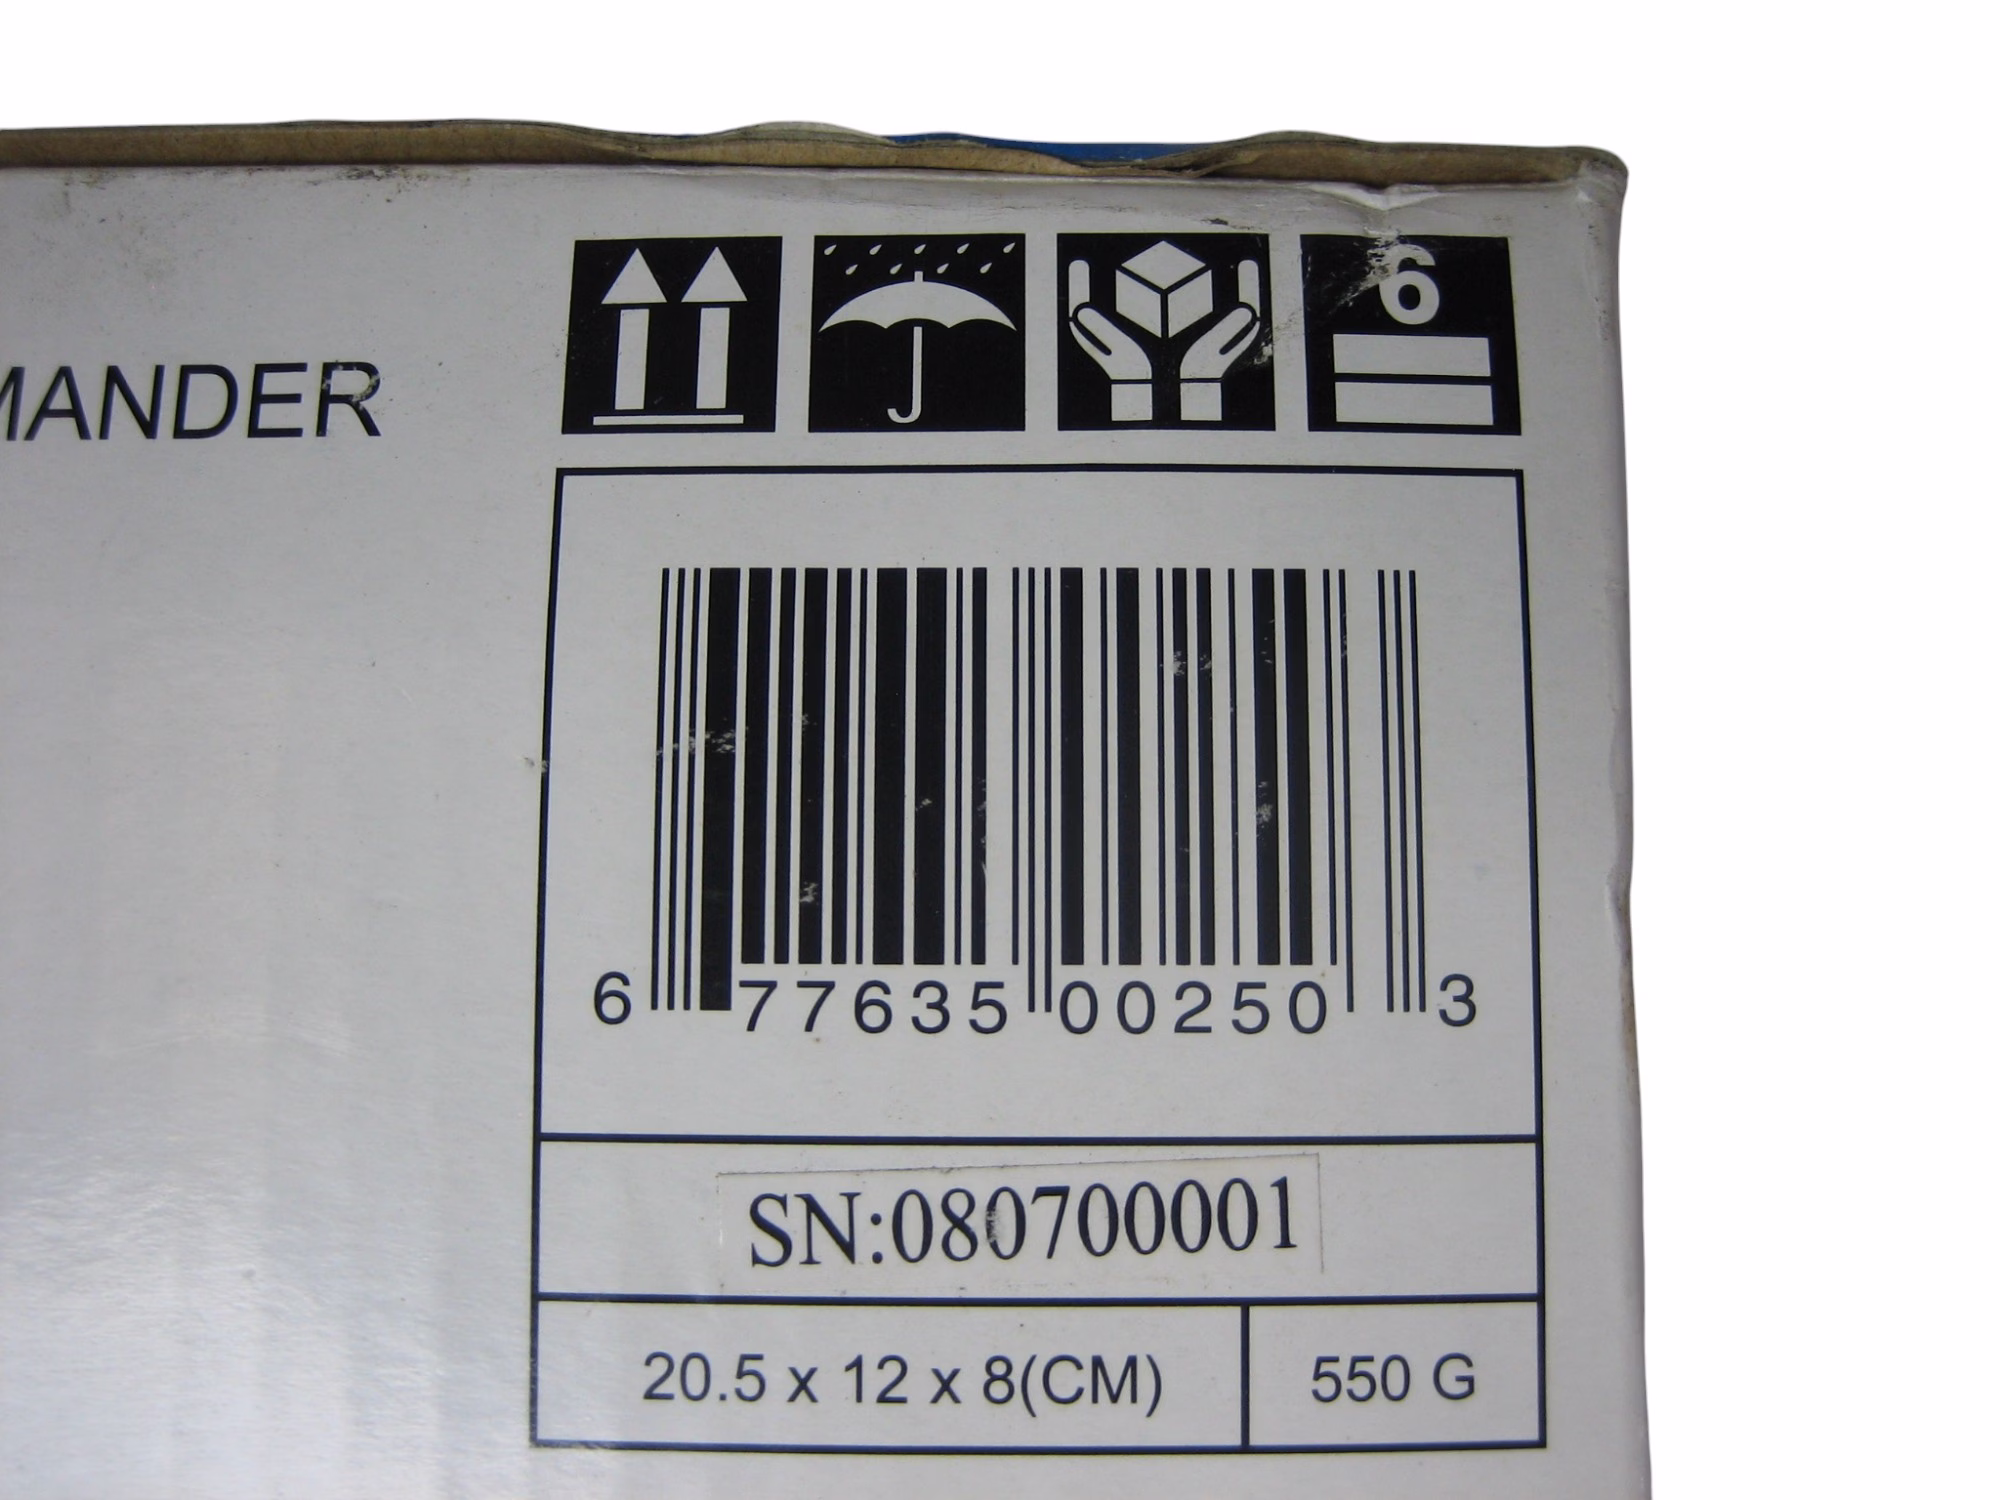 6
MANDER
6 77635 00250 3
SN:080700001
20.5 x 12 x 8(CM)
550 G